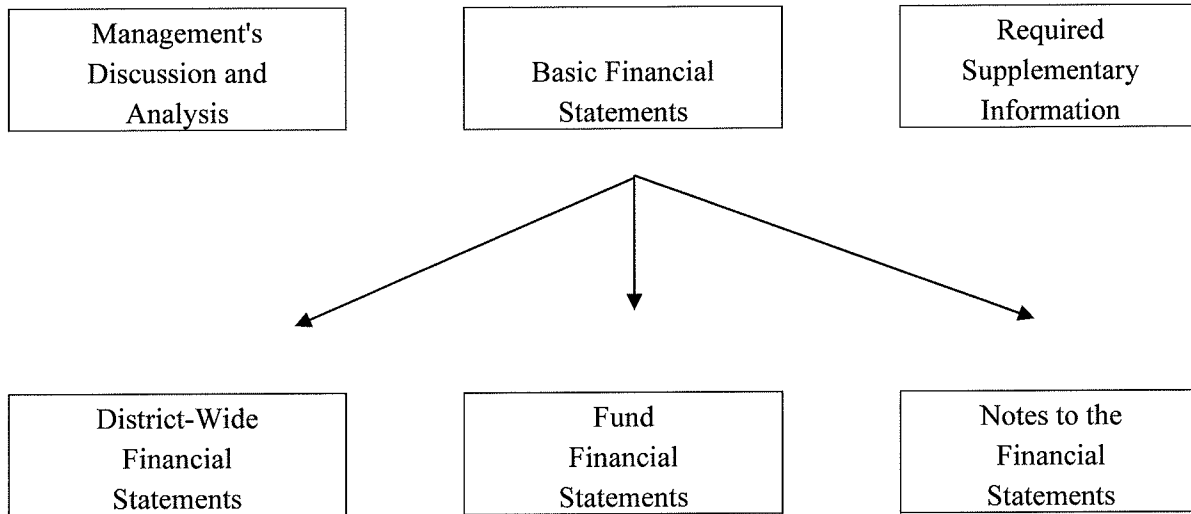 Management's
Discussion and
Analysis
Basic Financial
Statements
Required
Supplementary
Information
District-Wide
Financial
Statements
Fund
Financial
Statements
Notes to the
Financial
Statements